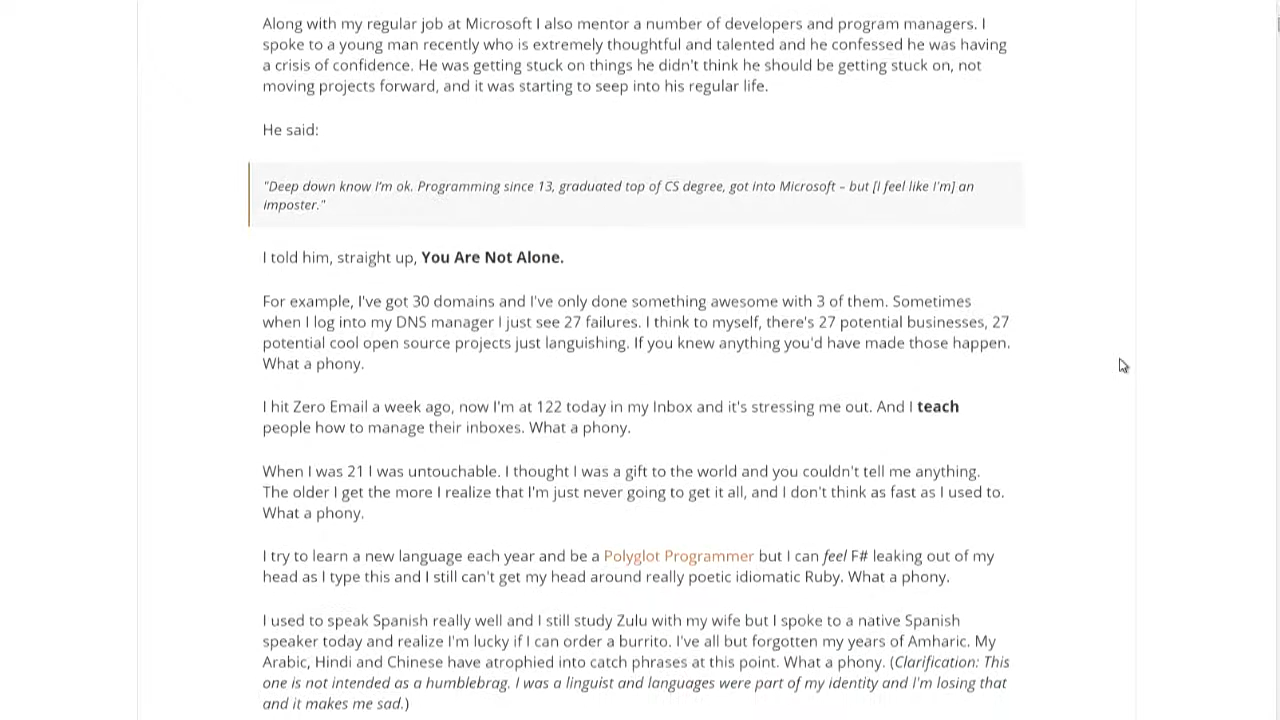 Along with my regular job at Microsoft I also mentor a number of developers and program managers. I
spoke to a young man recently who is extremely thoughtful and talented and he confessed he was having
a crisis of confidence. He was getting stuck on things he didn't think he should be getting stuck on, not
moving projects forward, and it was starting to seep into his regular life.
He said:
"Deep down know I'm ok. Programming since 13, graduated top of CS degree, got into Microsoft – but [I feel like I'm] an
imposter."
I told him, straight up, You Are Not Alone.
For example, I've got 30 domains and I've only done something awesome with 3 of them. Sometimes
when I log into my DNS manager I just see 27 failures. I think to myself, there's 27 potential businesses, 27
potential cool open source projects just languishing. If you knew anything you'd have made those happen.
What a phony.
I hit Zero Email a week ago, now I'm at 122 today in my Inbox and it's stressing me out. And I teach
people how to manage their inboxes. What a phony.
When I was 21 I was untouchable. I thought I was a gift to the world and you couldn't tell me anything.
The older I get the more I realize that I'm just never going to get it all, and I don't think as fast as I used to.
What a phony.
I try to learn a new language each year and be a Polyglot Programmer but I can feel F# leaking out of my
head as I type this and I still can't get my head around really poetic idiomatic Ruby. What a phony.
I used to speak Spanish really well and I still study Zulu with my wife but I spoke to a native Spanish
speaker today and realize I'm lucky if I can order a burrito. I've all but forgotten my years of Amharic. My
Arabic, Hindi and Chinese have atrophied into catch phrases at this point. What a phony. (Clarification: This
one is not intended as a humblebrag. I was a linguist and languages were part of my identity and I'm losing that
and it makes me sad.)